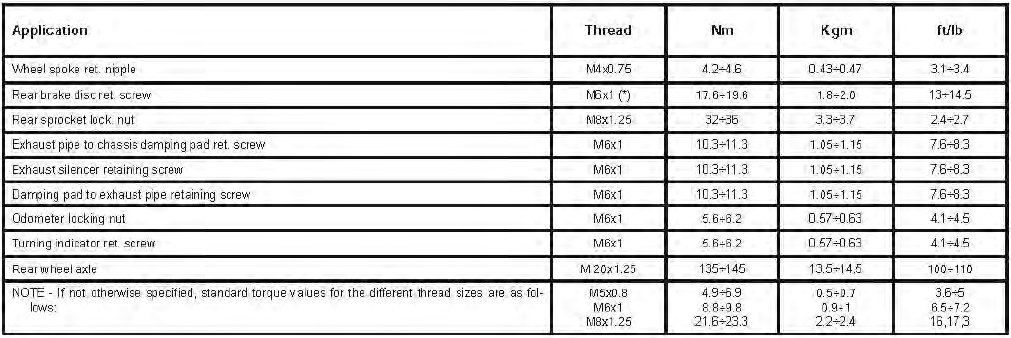 Application Thread Nm Kgm ft/lb
Wheel spoke ret. nipple M4x0.75 4.2÷4.6 0.43÷0.47 3.1÷3.4
Rear brake disc ret. screw M6x1 (*) 17.6÷19.6 1.8÷2.0 13÷14.5
Rear sprocket lock. nut M8x1.25 32÷36 3.3÷3.7 2.4÷2.7
Exhaust pipe to chassis damping pad ret. screw M6x1 10.3÷11.3 1.05÷1.15 7.6÷8.3
Exhaust silencer retaining screw M6x1 10.3÷11.3 1.05÷1.15 7.6÷8.3
Damping pad to exhaust pipe retaining screw M6x1 10.3÷11.3 1.05÷1.15 7.6÷8.3
Odometer locking nut M6x1 5.6÷6.2 0.57÷0.63 4.1÷4.5
Turning indicator ret. screw M6x1 5.6÷6.2 0.57÷0.63 4.1÷4.5
Rear wheel axle M 20x1.25 135÷145 13.5÷14.5 100÷110
NOTE - If not otherwise specified, standard torque values for the different thread sizes are as fol- M5x0.8 4.9÷6.9 0.5÷0.7 3.6÷5
lows: M6x1 8.8÷9.8 0.9÷1 6.5÷7.2
M8x1.25 21.6÷23.3 2.2÷2.4 16,17,3